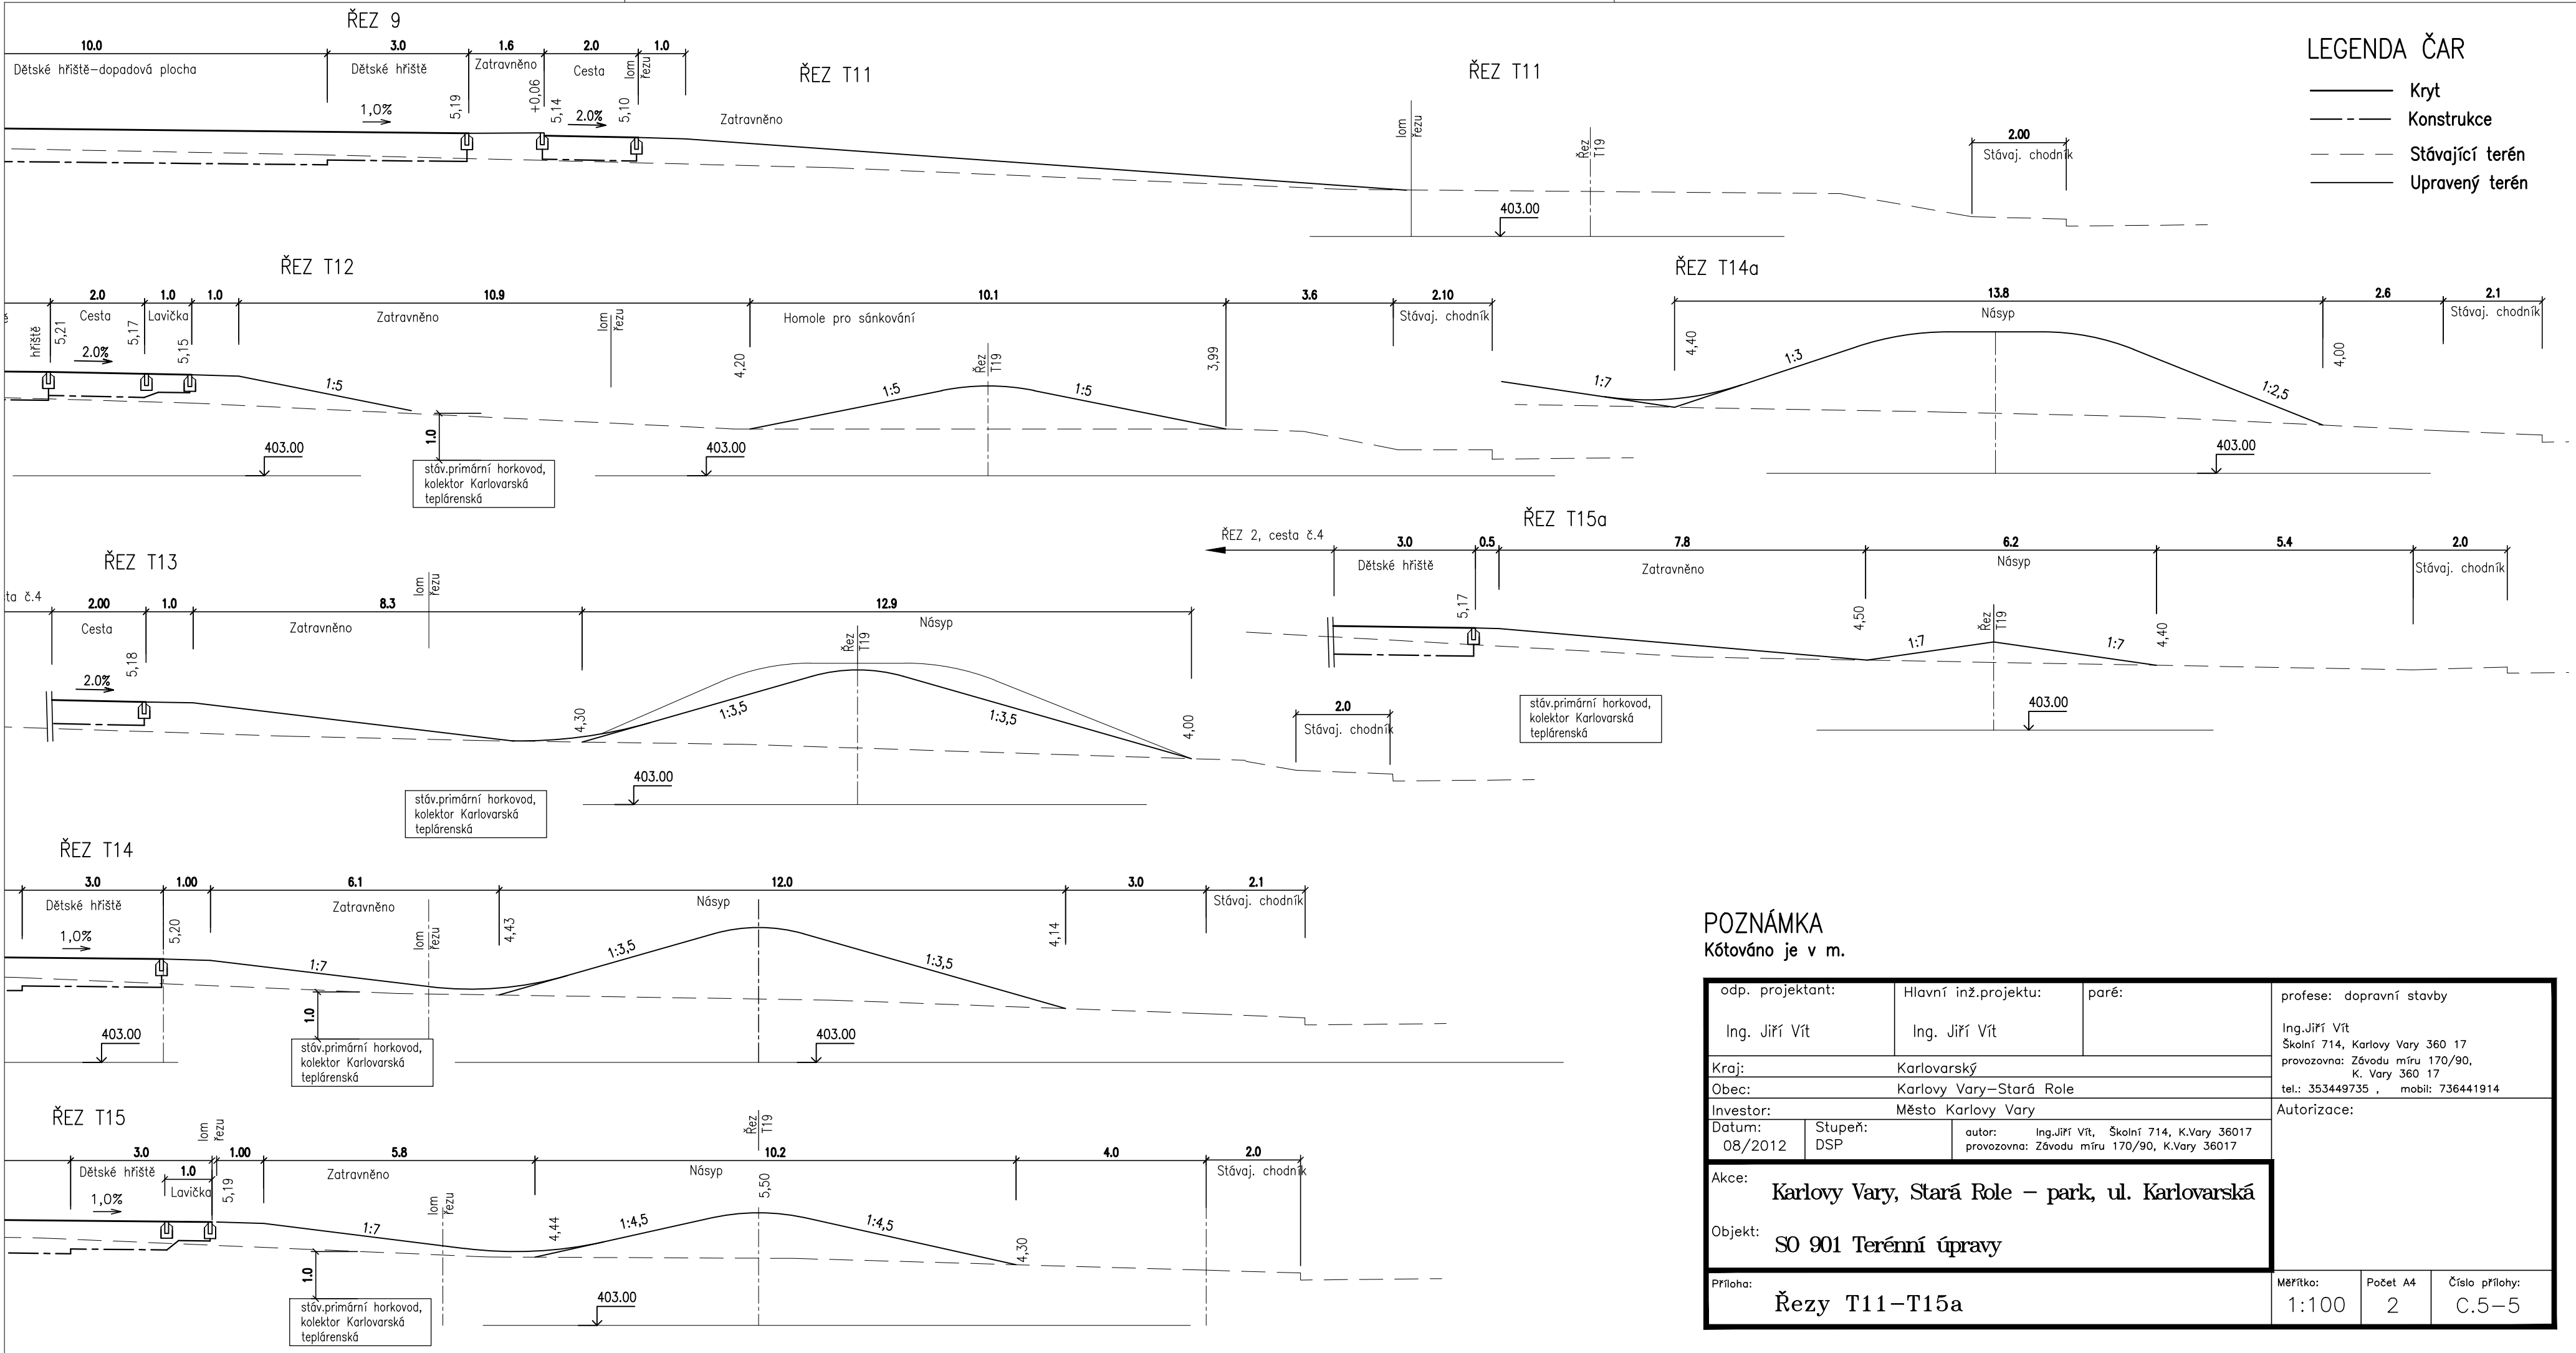 ŘEZ 9
10.0 3.0 1.6 2.0 1.0
Dětské hřiště-dopadová plocha Dětské hřiště Zatravněno Cesta lom řezu
ŘEZ T11
1,0% 5,19 +0,06 5,14 2.0% 5,10 Zatravněno
ŘEZ T11
lom řezu
Řez T19
2.00
Stávaj. chodník
403.00
LEGENDA ČAR
Kryt
Konstrukce
Stávající terén
Upravený terén
ŘEZ T12
2.0 1.0 1.0 10.9 10.1 3.6 2.10
hřiště 5,21 Cesta 5,17 Lavička 5,15 Zatravněno lom řezu Homole pro sánkování Stávaj. chodník
2.0% 4,20 Řez T19 3,99
1:5 1:5 1:5
1.0
403.00 403.00
stáv.primární horkovod,
kolektor Karlovarská
teplárenská
ŘEZ T14a
13.8 2.6 2.1
Násyp Stávaj. chodník
4,40 4,00
1:7 1:3 1:2,5
403.00
ŘEZ T13
ta č.4 2.00 1.0 8.3 12.9
Cesta Zatravněno lom řezu Násyp
5,18 Řez T19
2.0%
4,30 1:3,5 1:3,5 4,00
2.0
Stávaj. chodník
403.00
stáv.primární horkovod,
kolektor Karlovarská
teplárenská
ŘEZ T15a
ŘEZ 2, cesta č.4
3.0 0.5 7.8 6.2 5.4 2.0
Dětské hřiště Zatravněno Násyp Stávaj. chodník
5,17 4,50 Řez T19 4,40
1:7 1:7
403.00
stáv.primární horkovod,
kolektor Karlovarská
teplárenská
ŘEZ T14
3.0 1.00 6.1 12.0 3.0 2.1
Dětské hřiště Zatravněno Násyp Stávaj. chodník
1,0% 5,20 lom řezu 4,43 4,14
1:7 1:3,5 1:3,5
1.0
403.00 403.00
stáv.primární horkovod,
kolektor Karlovarská
teplárenská
ŘEZ T15
lom řezu Řez T19
3.0 1.00 5.8 10.2 4.0 2.0
Dětské hřiště 1.0 Zatravněno Násyp Stávaj. chodník
1,0% Lavička 5,19 lom řezu 5,50
1:7 4,44 1:4,5 1:4,5 4,30
1.0
403.00
stáv.primární horkovod,
kolektor Karlovarská
teplárenská
POZNÁMKA
Kótováno je v m.
odp. projektant: Hlavní inž.projektu: paré: profese: dopravní stavby
Ing. Jiří Vít Ing. Jiří Vít
Ing.Jiří Vít
Školní 714, Karlovy Vary 360 17
provozovna: Závodu míru 170/90,
K. Vary 360 17
tel.: 353449735 , mobil: 736441914
Kraj: Karlovarský
Obec: Karlovy Vary-Stará Role
Investor: Město Karlovy Vary
Autorizace:
Datum: 08/2012
Stupeň: DSP
autor: Ing.Jiří Vít, Školní 714, K.Vary 36017
provozovna: Závodu míru 170/90, K.Vary 36017
Akce: Karlovy Vary, Stará Role – park, ul. Karlovarská
Objekt: SO 901 Terénní úpravy
Příloha: Řezy T11-T15a
Měřítko: 1:100
Počet A4 2
Číslo přílohy: C.5-5